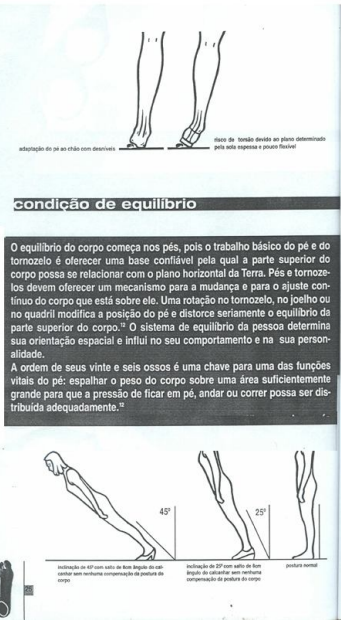 adaptação do pé ao chão com desníveis
risco de torsão devido ao plano determinado
pela sola espessa e pouco flexível
condição de equilíbrio
O equilíbrio do corpo começa nos pés, pois o trabalho básico do pé e do
tornozelo é oferecer uma base confiável pela qual a parte superior do
corpo possa se relacionar com o plano horizontal da Terra. Pés e tornoze-
los devem oferecer um mecanismo para a mudança e para o ajuste con-
tínuo do corpo que está sobre ele. Uma rotação no tornozelo, no joelho ou
no quadril modifica a posição do pé e distorce seriamente o equilíbrio da
parte superior do corpo.¹² O sistema de equilíbrio da pessoa determina
sua orientação espacial e influi no seu comportamento e na sua person-
alidade.
A ordem de seus vinte e seis ossos é uma chave para uma das funções
vitais do pé: espalhar o peso do corpo sobre uma área suficientemente
grande para que a pressão de ficar em pé, andar ou correr possa ser dis-
tribuída adequadamente.¹²
45º
25º
inclinação de 45º com salto de 8cm ângulo do cal-
canhar sem nenhuma compensação da postura do
corpo
inclinação de 25º com salto de 6cm
ângulo do calcanhar sem nenhuma
compensação da postura do corpo
postura normal